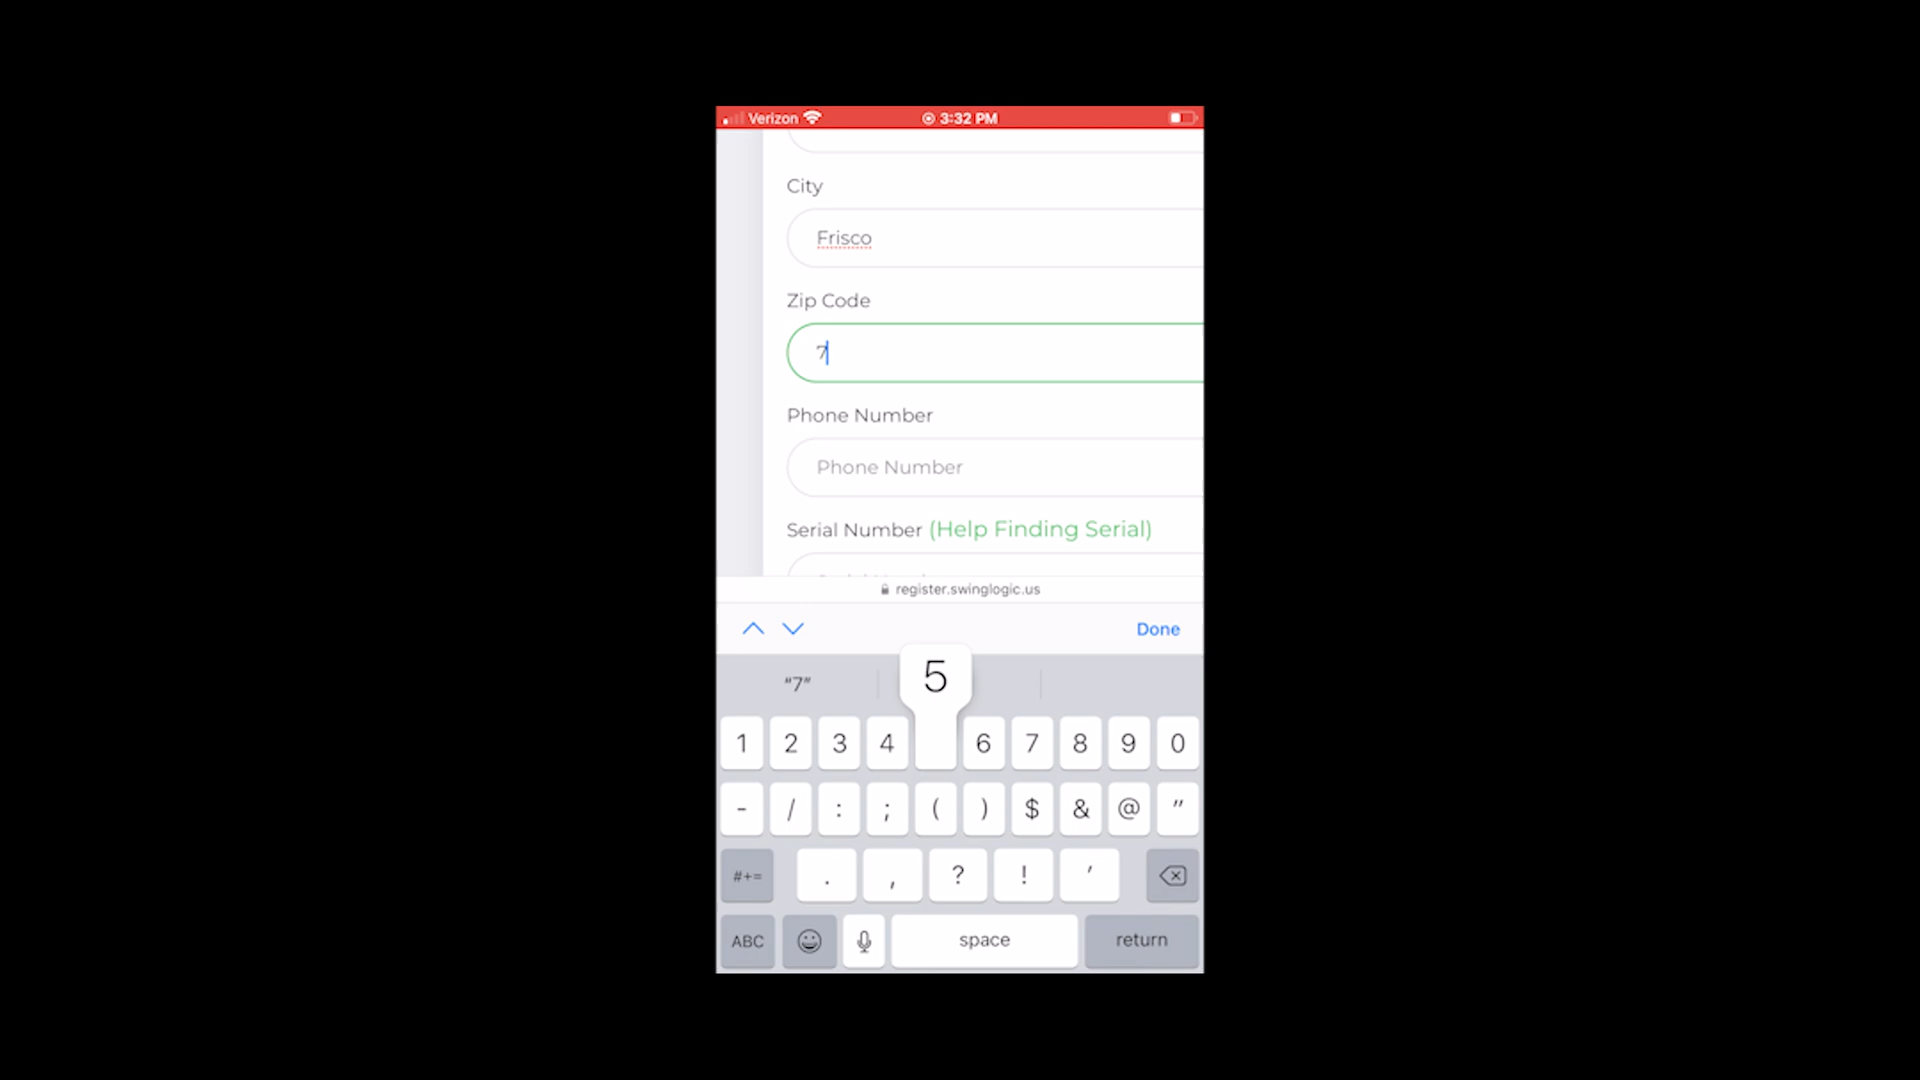 Verizon 3:32 PM
City
Frisco
Zip Code
7
Phone Number
Phone Number
Serial Number (Help Finding Serial)
register.swinglogic.us
Done
"7"
5
1 2 3 4 6 7 8 9 0
- / : ; ( ) $ & @ "
#+= . , ? ! '
ABC space return